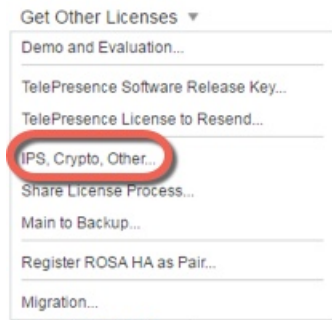 Get Other Licenses ▼
Demo and Evaluation...
TelePresence Software Release Key...
TelePresence License to Resend...
IPS, Crypto, Other...
Share License Process...
Main to Backup...
Register ROSA HA as Pair...
Migration...